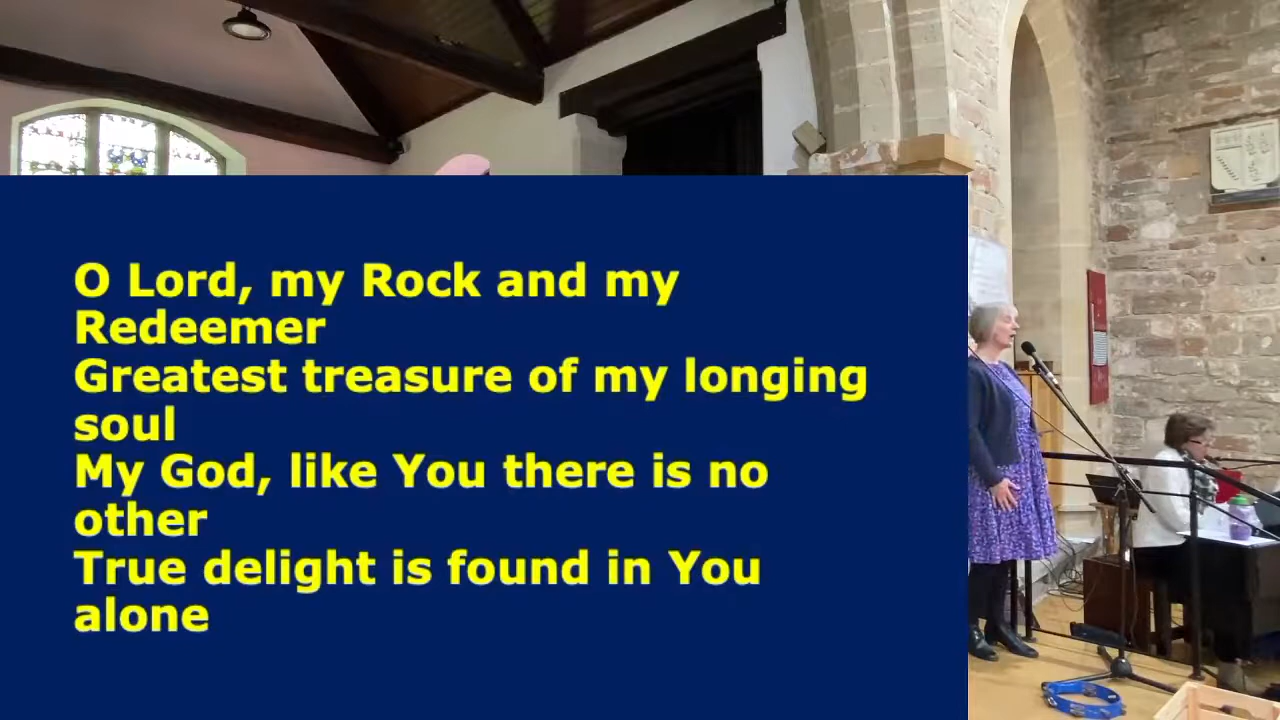 O Lord, my Rock and my
Redeemer
Greatest treasure of my longing
soul
My God, like You there is no
other
True delight is found in You
alone